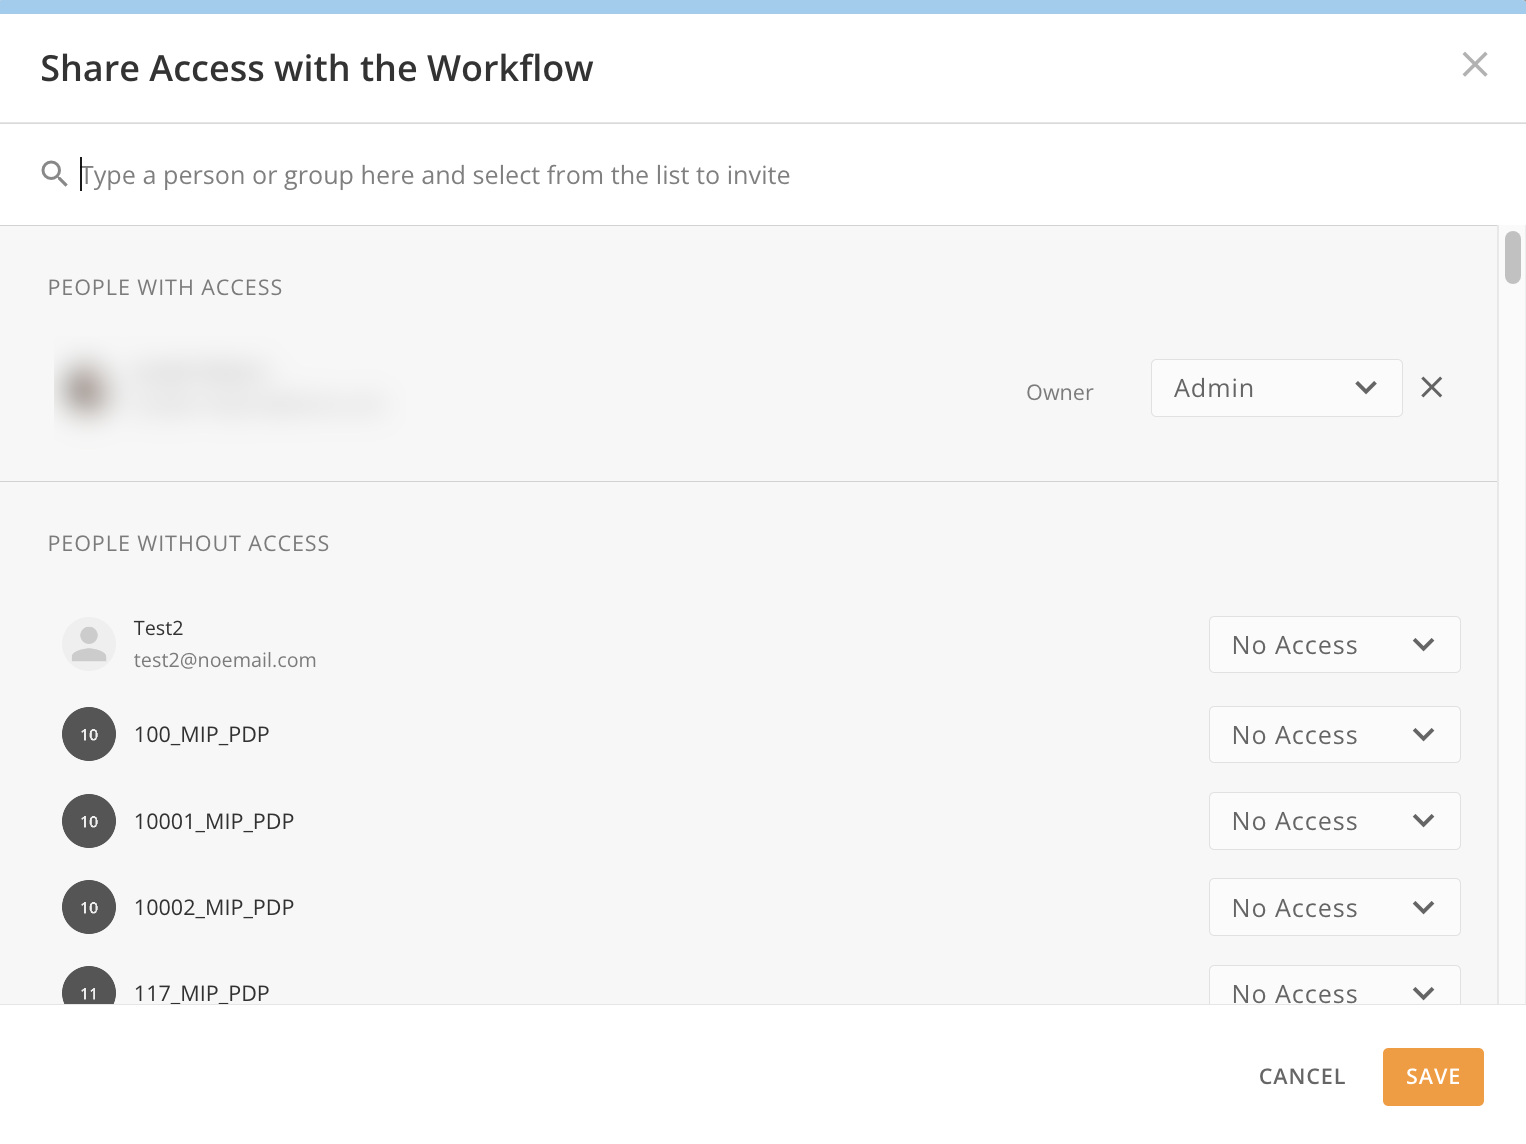 Share Access with the Workflow
Type a person or group here and select from the list to invite
PEOPLE WITH ACCESS
Owner
Admin
PEOPLE WITHOUT ACCESS
Test2
test2@noemail.com
No Access
10
100_MIP_PDP
No Access
10
10001_MIP_PDP
No Access
10
10002_MIP_PDP
No Access
11
117_MIP_PDP
No Access
CANCEL
SAVE